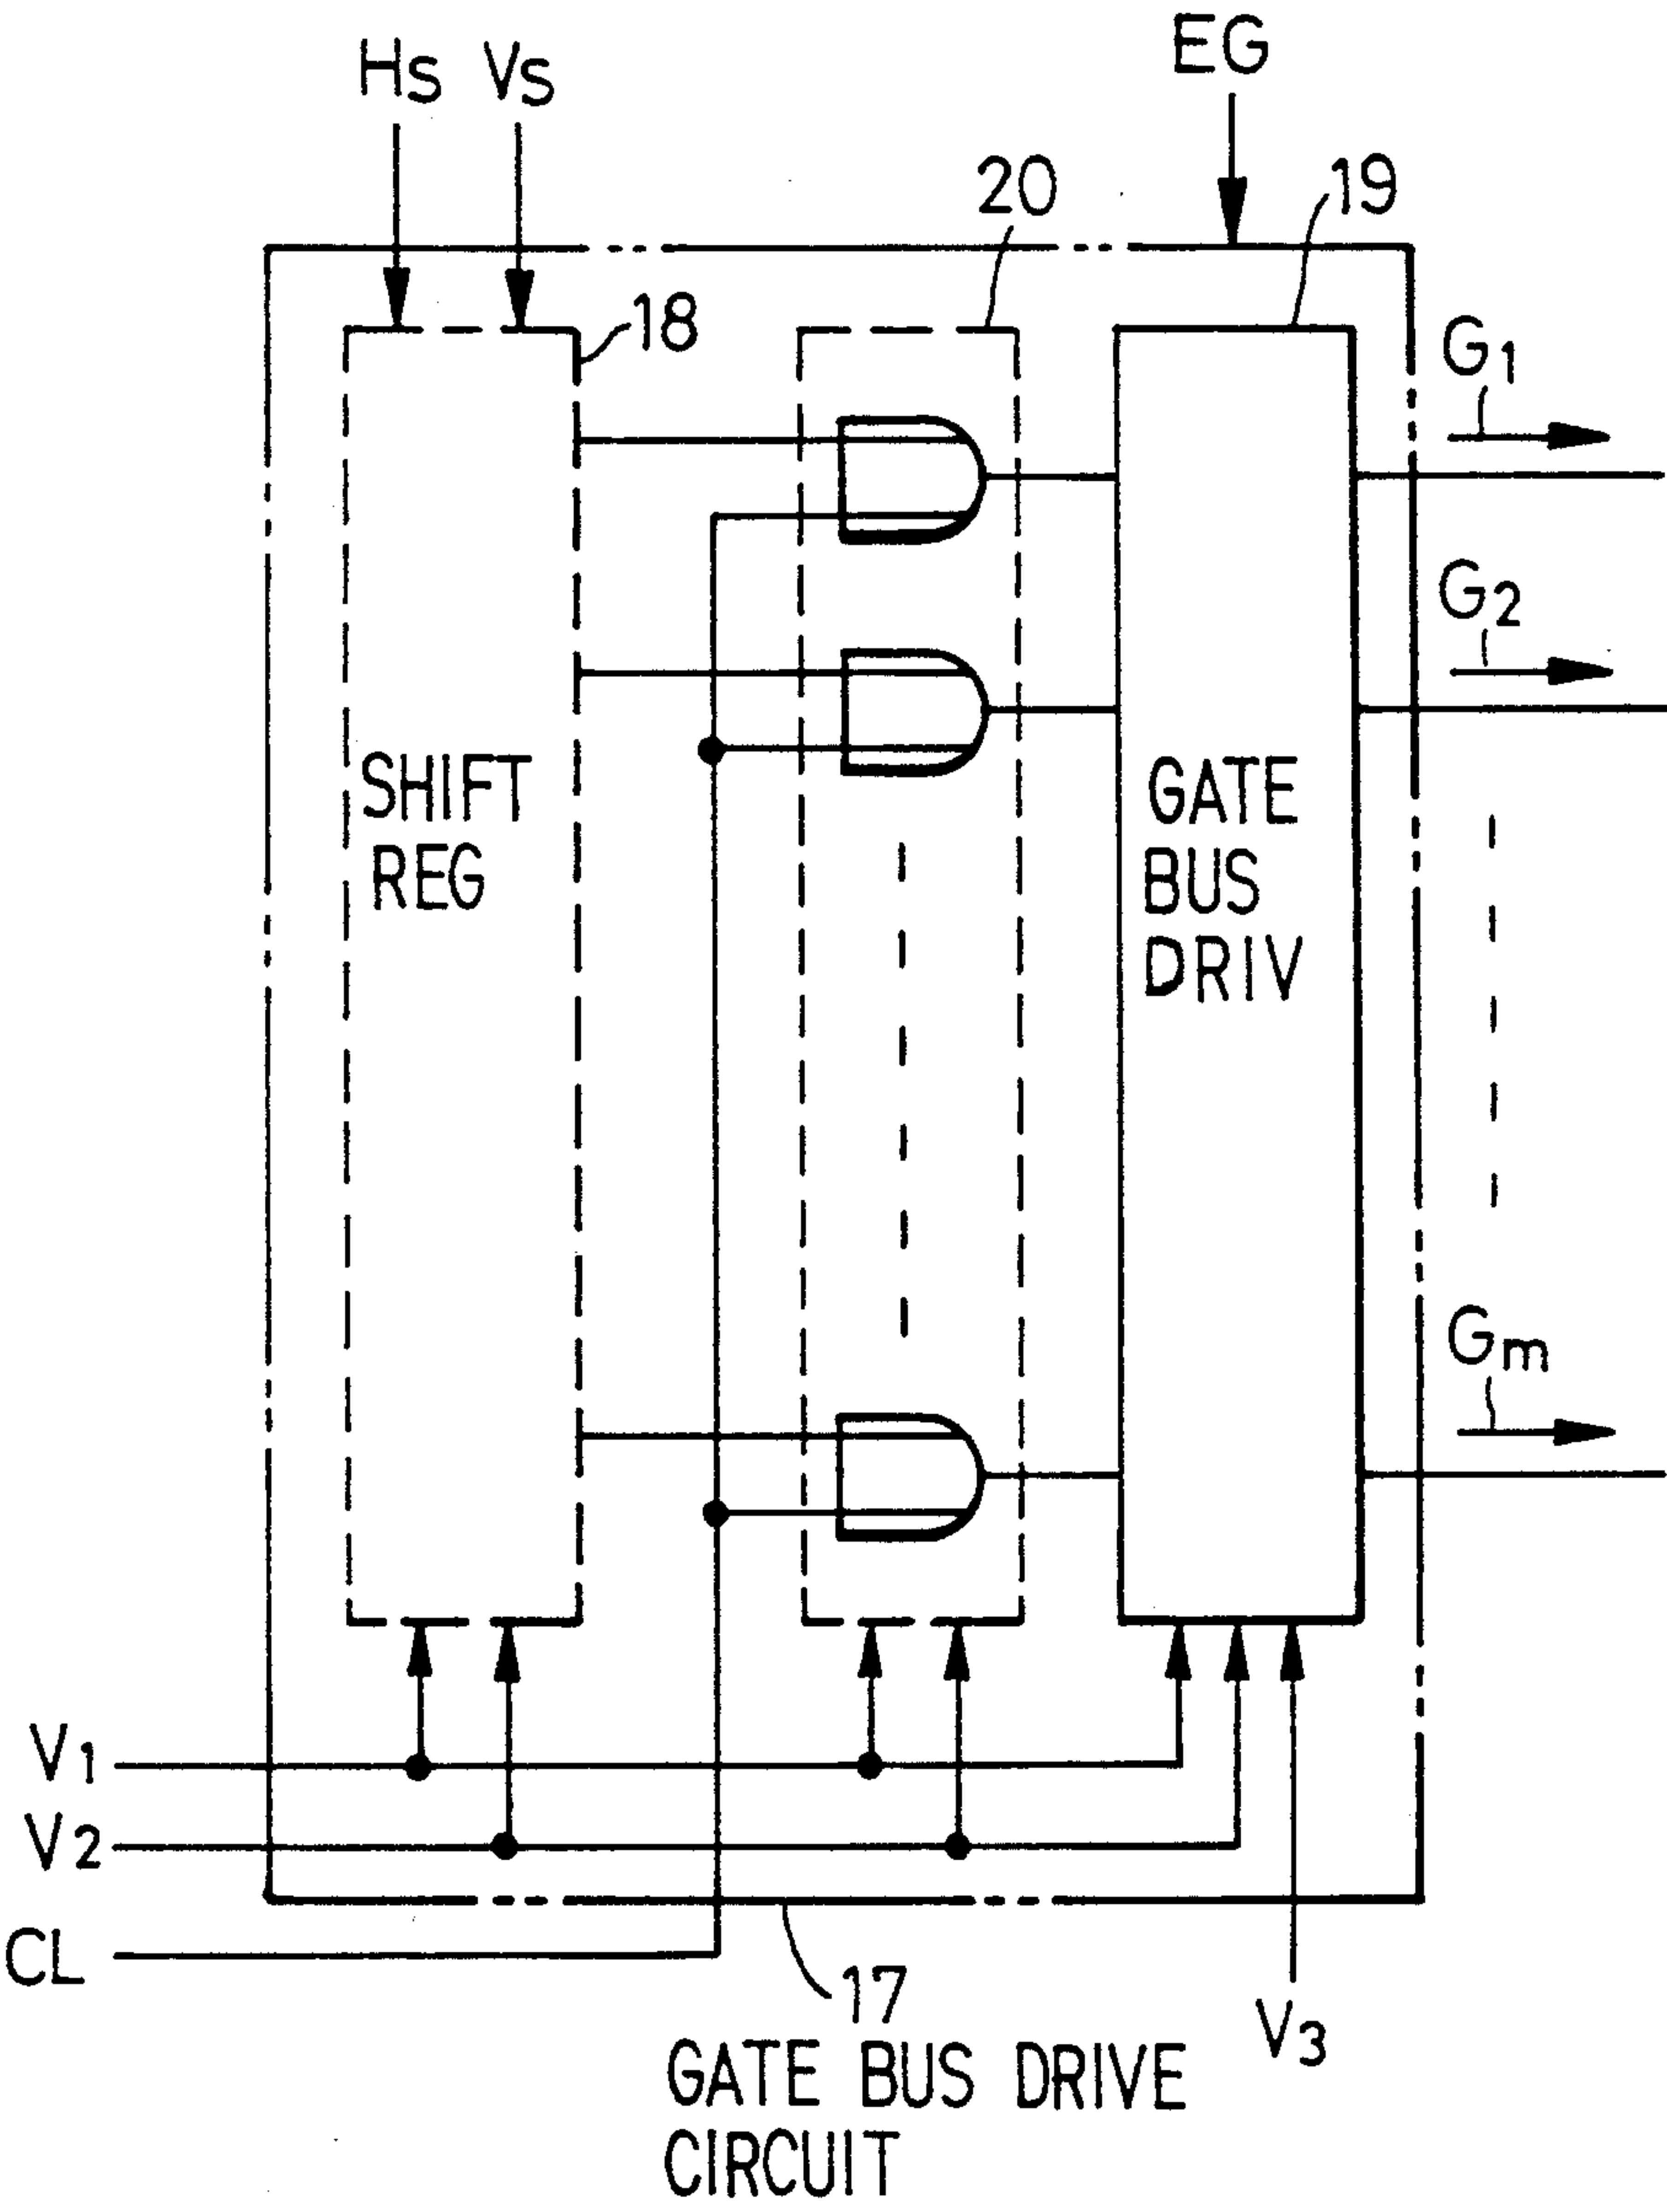 Hs Vs
EG
20
19
18
G1
G2
SHIFT
REG
GATE
BUS
DRIV
Gm
V1
V2
CL
17
V3
GATE BUS DRIVE
CIRCUIT